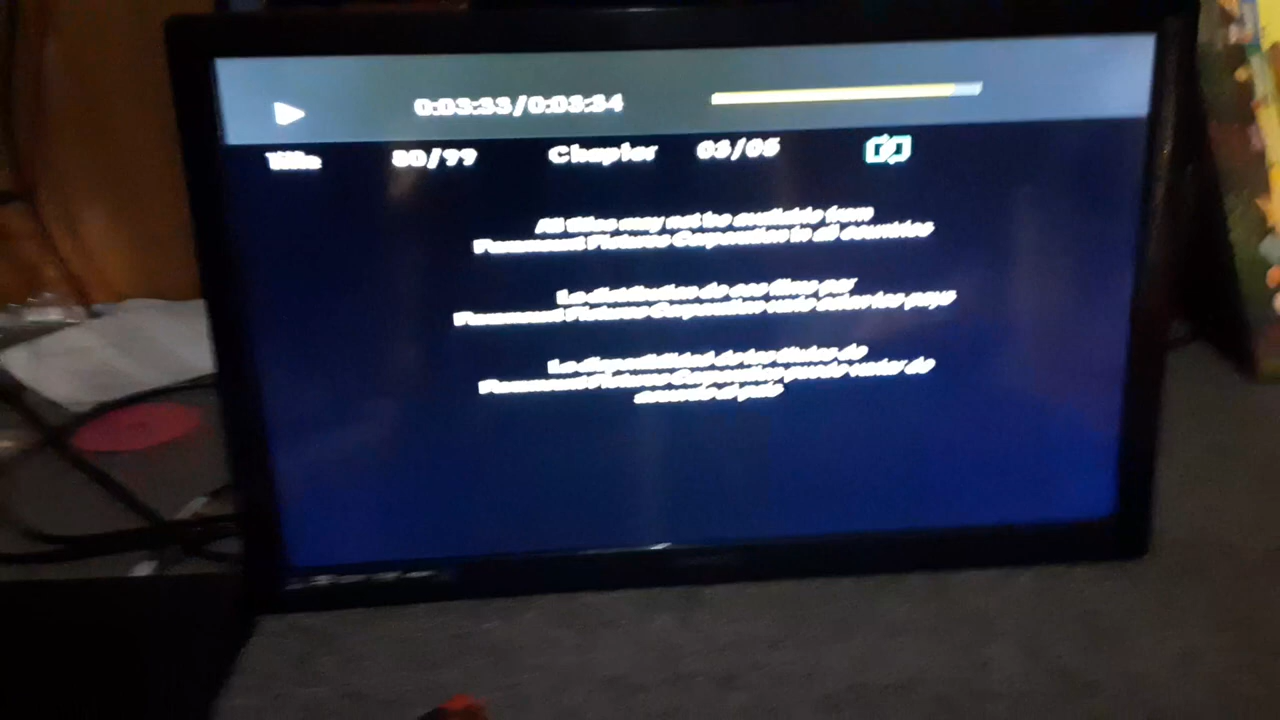 0:03:33/0:03:34
Title 80/99 Chapter 05/05
All titles may not be available from
Paramount Pictures Corporation in all countries
La distribution de ces films par
Paramount Pictures Corporation varie selon les pays
La disponibilidad de los títulos de
Paramount Pictures Corporation puede variar de
acuerdo al país